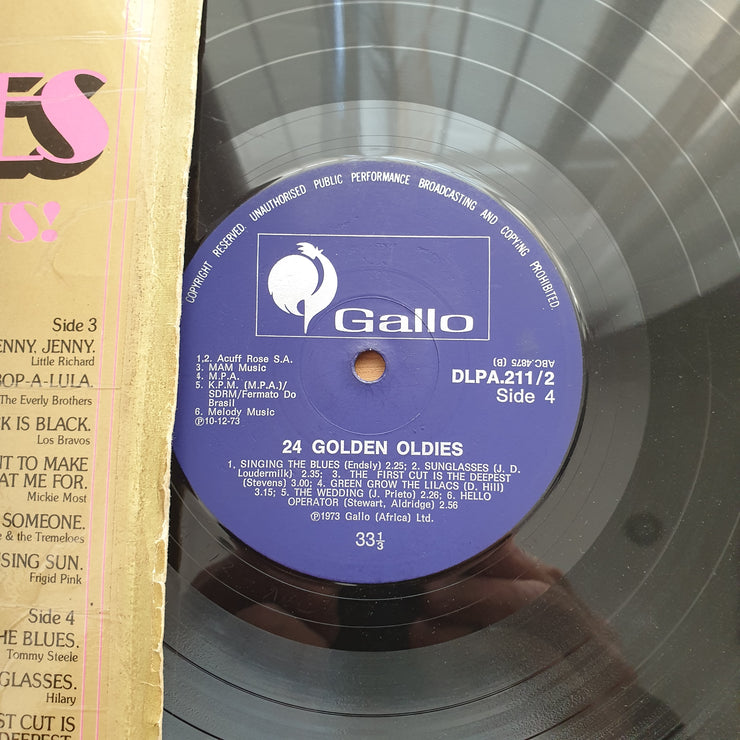 ES
US!
Side 3
ENNY, JENNY.
Little Richard
BOP-A-LULA.
The Everly Brothers
CK IS BLACK.
Los Bravos
NT TO MAKE
AT ME FOR.
Mickie Most
SOMEONE.
e & the Tremeloes
ISING SUN.
Frigid Pink
Side 4
HE BLUES.
Tommy Steele
GLASSES.
Hilary
ST CUT IS
DEEPEST
COPYRIGHT RESERVED. UNAUTHORISED PUBLIC PERFORMANCE BROADCASTING AND COPYING PROHIBITED.
Gallo
1,2. Acuff Rose S.A.
3. MAM Music
4. M.P.A.
5. K.P.M. (M.P.A.)/
SDRM/Fermato Do
Brasil
6. Melody Music
℗10-12-73
ABC.4875 (B)
DLPA.211/2
Side 4
24 GOLDEN OLDIES
1. SINGING THE BLUES (Endsly) 2.25; 2. SUNGLASSES (J. D.
Loudermilk) 2.35; 3. THE FIRST CUT IS THE DEEPEST
(Stevens) 3.00; 4. GREEN GROW THE LILACS (D. Hill)
3.15; 5. THE WEDDING (J. Prieto) 2.26; 6. HELLO
OPERATOR (Stewart, Aldridge) 2.56
℗1973 Gallo (Africa) Ltd.
33⅓